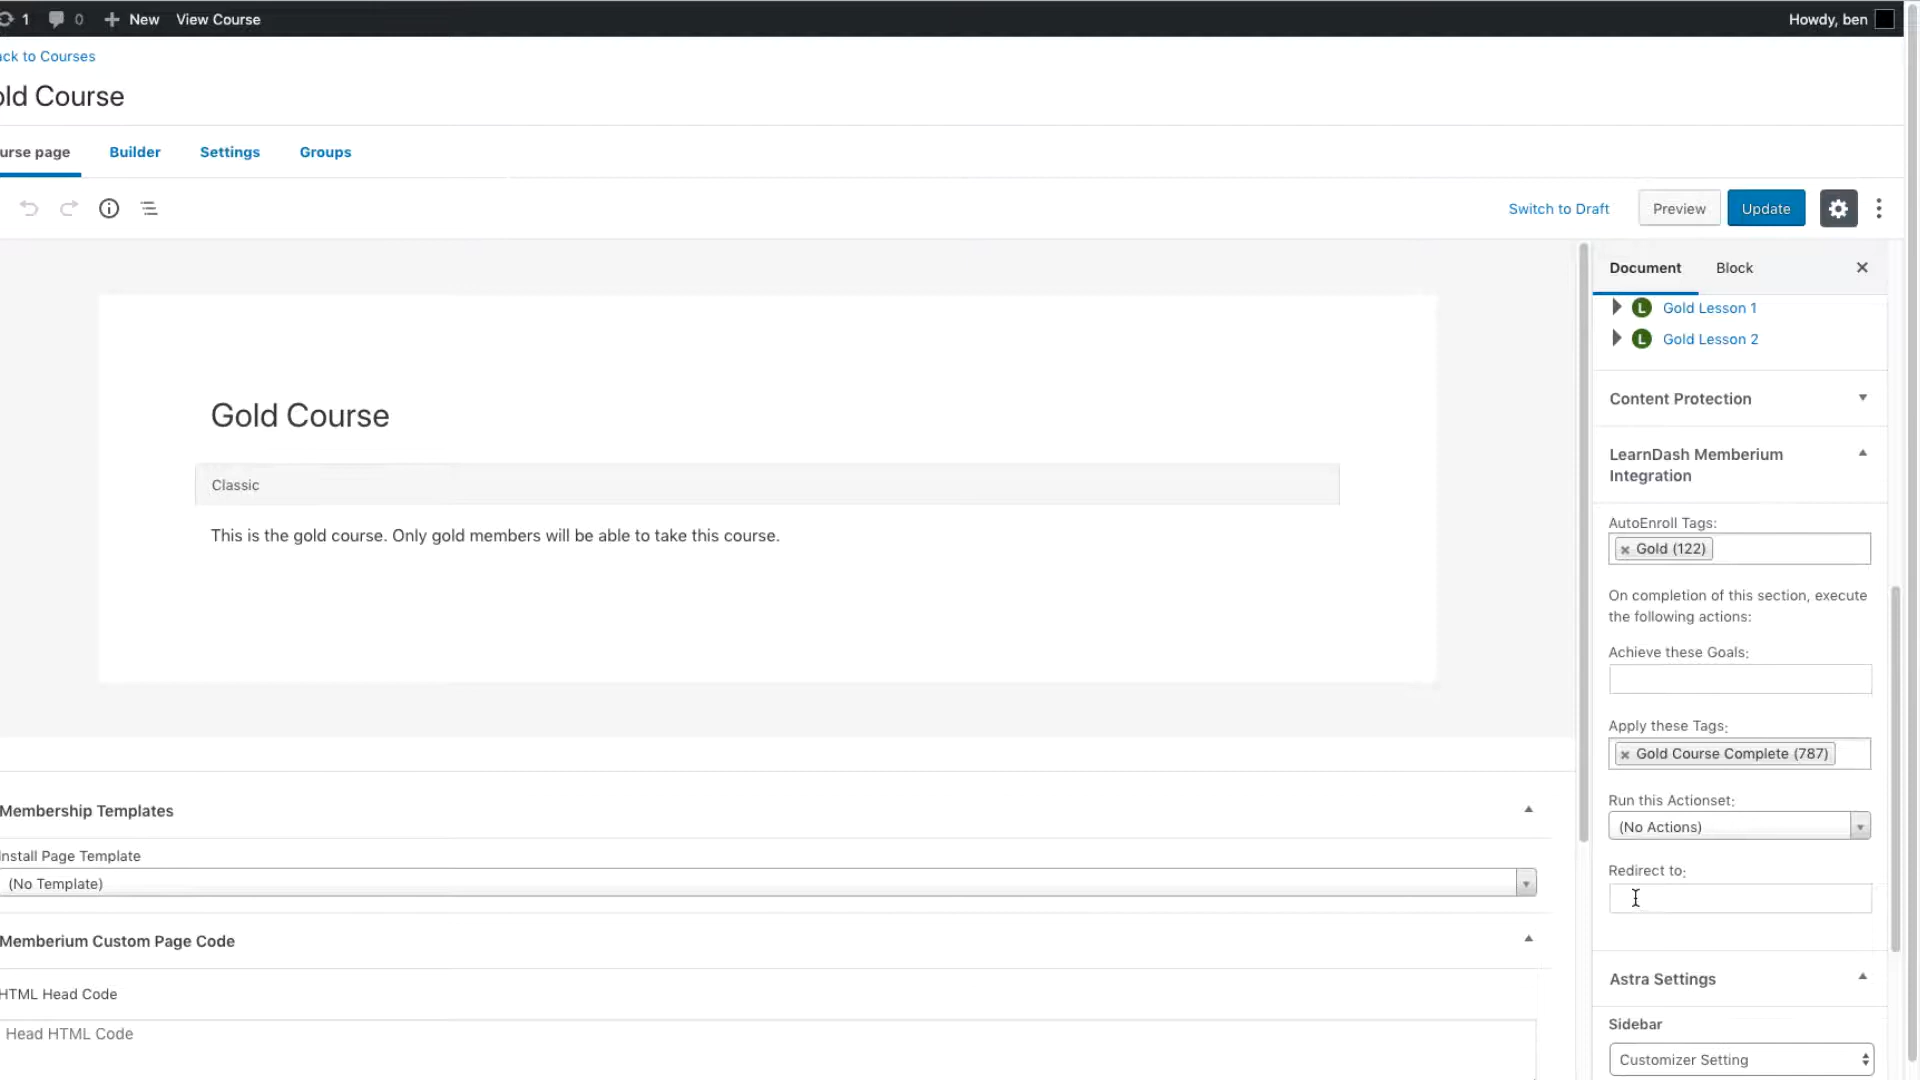 1 0 New View Course Howdy, ben
ack to Courses
old Course
urse page Builder Settings Groups
Switch to Draft Preview Update
Document Block
L Gold Lesson 1
L Gold Lesson 2
Content Protection
LearnDash Memberium
Integration
AutoEnroll Tags:
× Gold (122)
On completion of this section, execute
the following actions:
Achieve these Goals:
Apply these Tags:
× Gold Course Complete (787)
Run this Actionset:
(No Actions)
Redirect to:
Astra Settings
Sidebar
Customizer Setting
Gold Course
Classic
This is the gold course. Only gold members will be able to take this course.
Membership Templates
Install Page Template
(No Template)
Memberium Custom Page Code
HTML Head Code
Head HTML Code